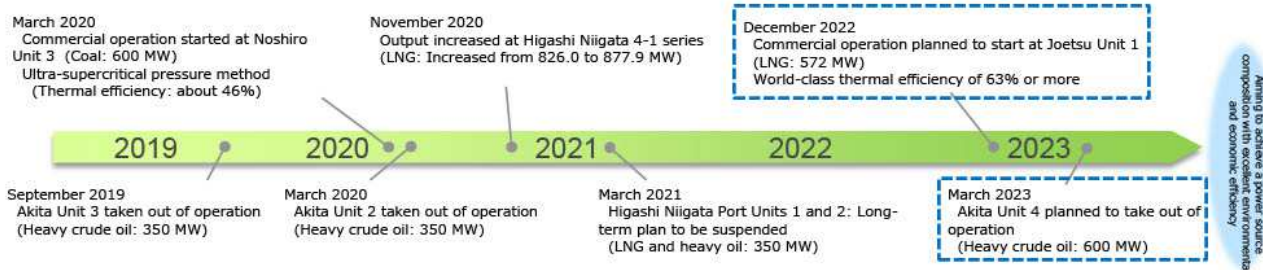 March 2020
Commercial operation started at Noshiro
Unit 3 (Coal: 600 MW)
Ultra-supercritical pressure method
(Thermal efficiency: about 46%)
November 2020
Output increased at Higashi Niigata 4-1 series
(LNG: Increased from 826.0 to 877.9 MW)
December 2022
Commercial operation planned to start at Joetsu Unit 1
(LNG: 572 MW)
World-class thermal efficiency of 63% or more
2019
2020
2021
2022
2023
September 2019
Akita Unit 3 taken out of operation
(Heavy crude oil: 350 MW)
March 2020
Akita Unit 2 taken out of operation
(Heavy crude oil: 350 MW)
March 2021
Higashi Niigata Port Units 1 and 2: Long-
term plan to be suspended
(LNG and heavy oil: 350 MW)
March 2023
Akita Unit 4 planned to take out of
operation
(Heavy crude oil: 600 MW)
Aiming to achieve a power source
composition with excellent environmenta
and economic efficiency